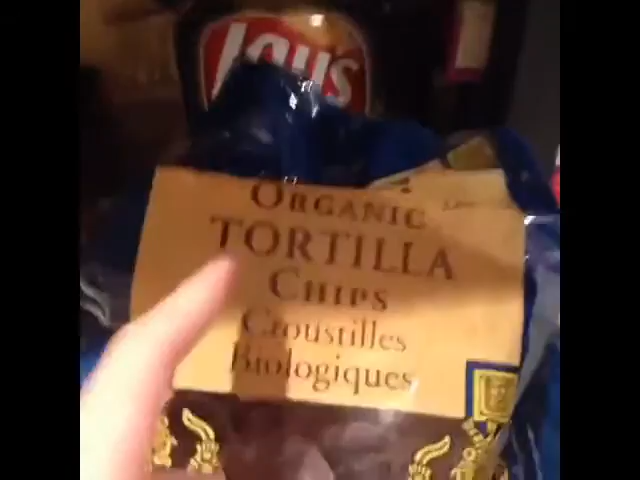 Lay's
ORGANIC
TORTILLA
CHIPS
Croustilles
Biologiques